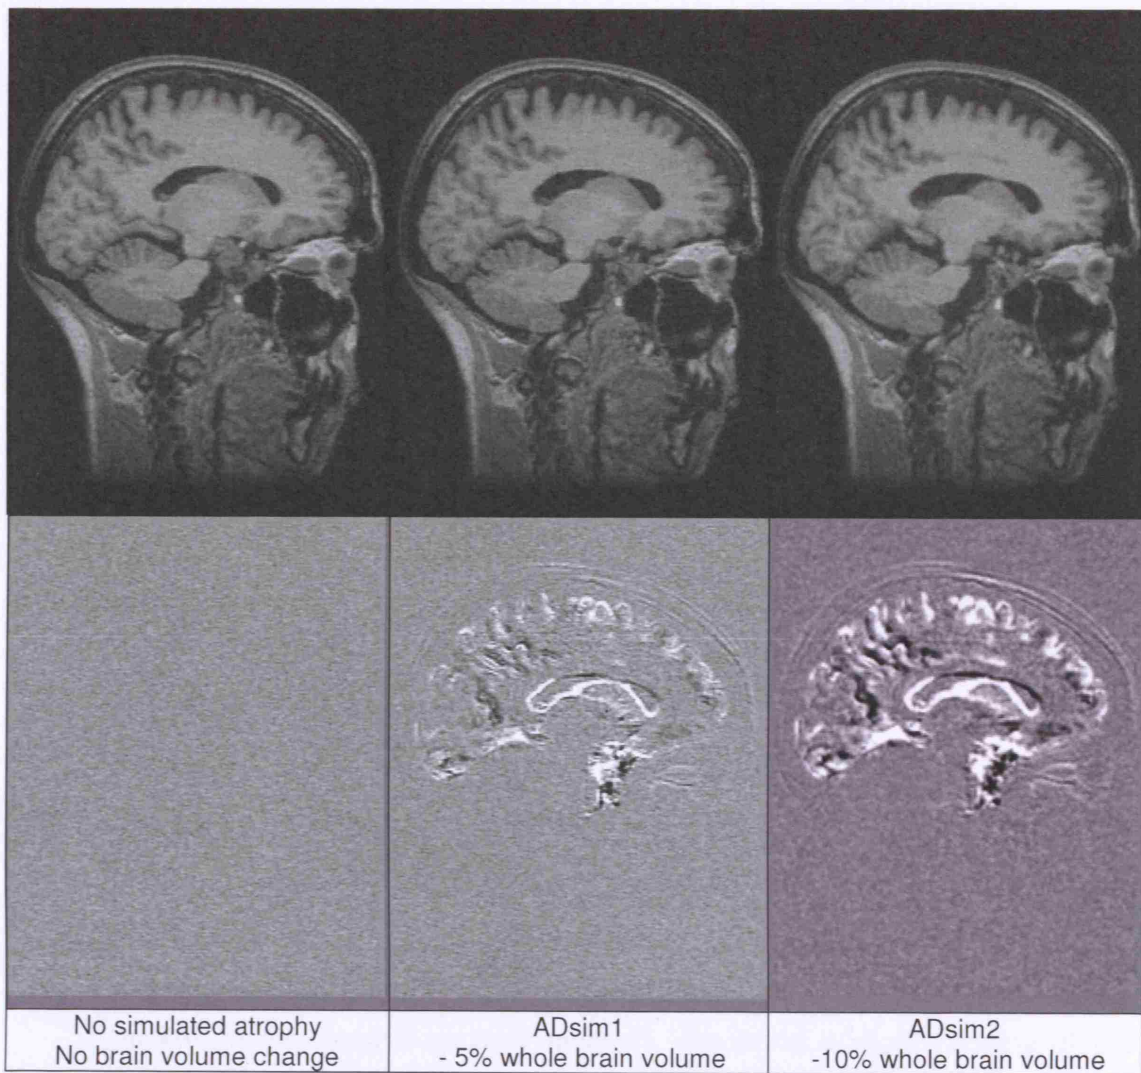 No simulated atrophy
No brain volume change
ADsim1
- 5% whole brain volume
ADsim2
-10% whole brain volume